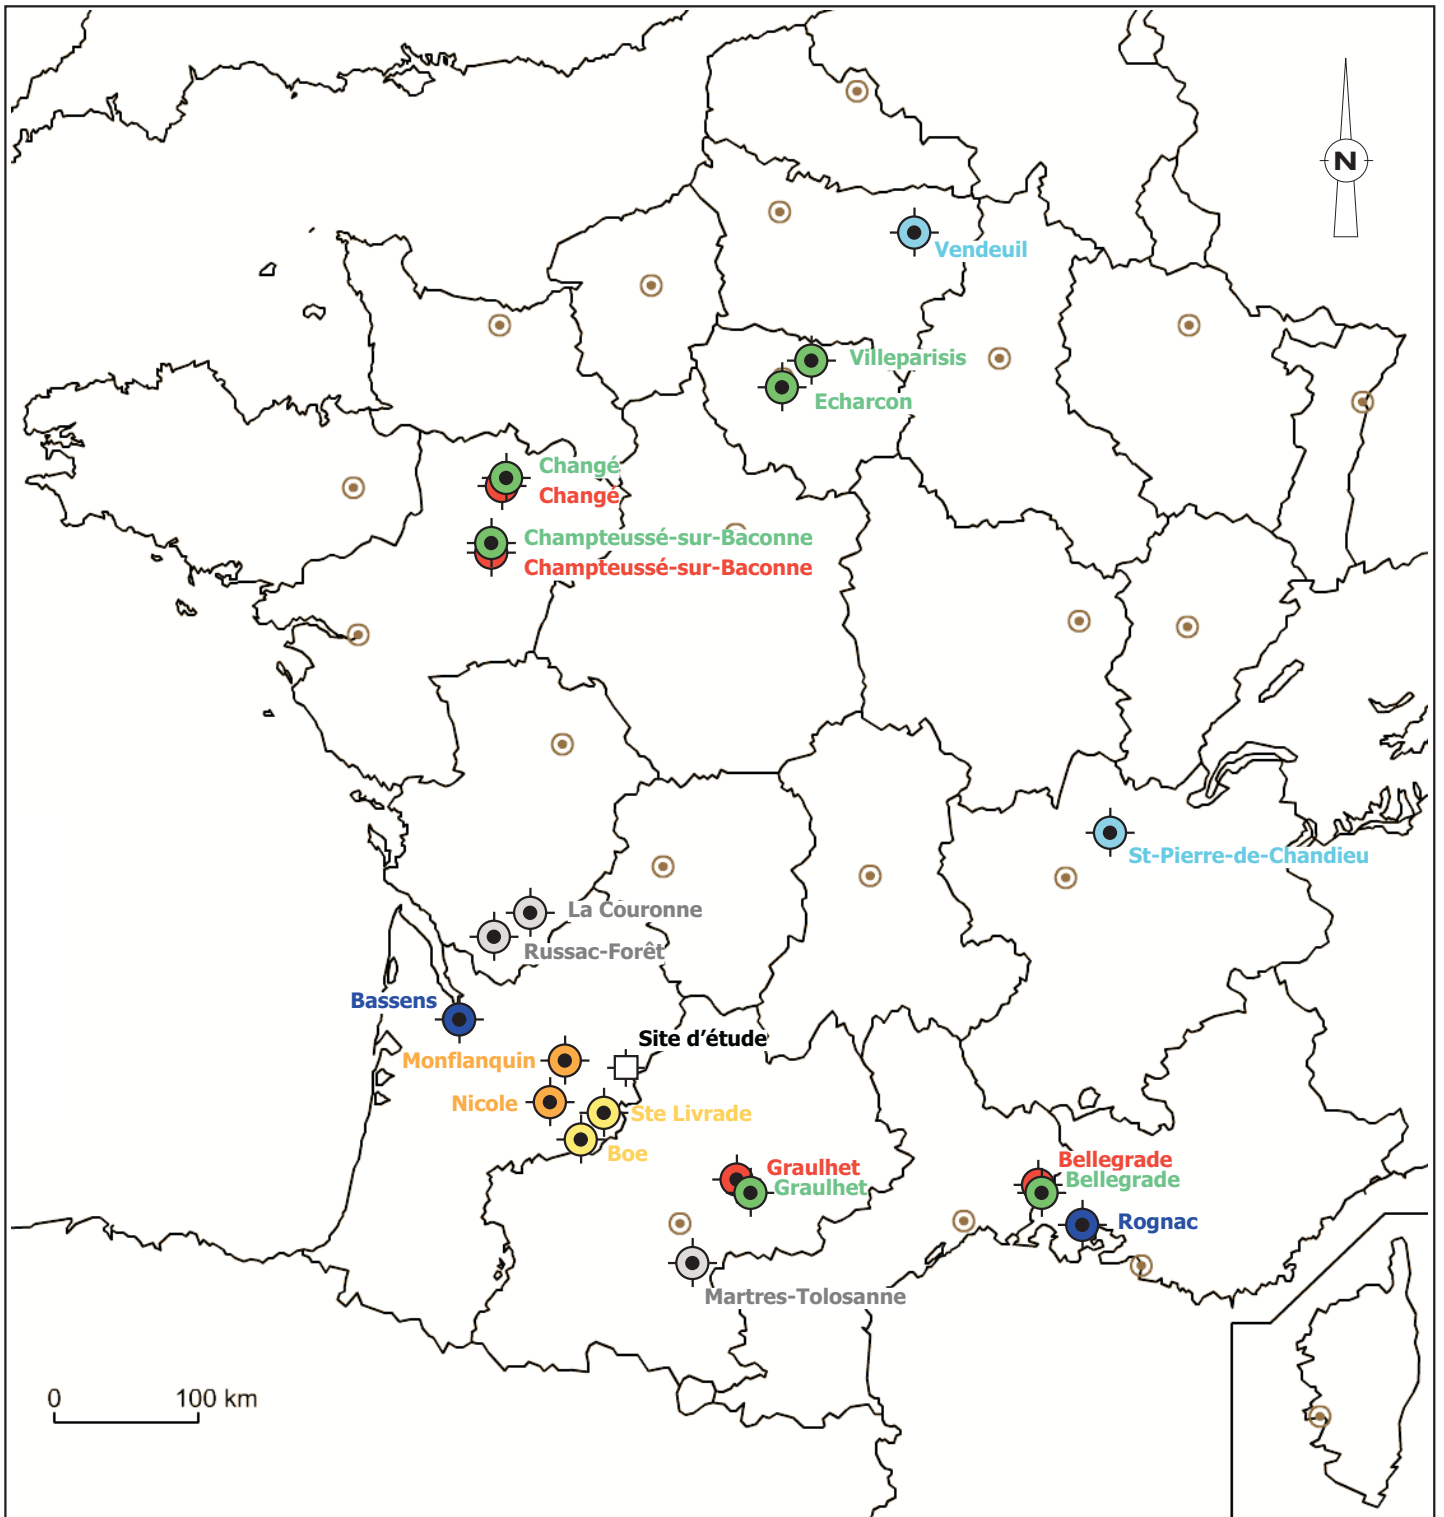 N
Vendeuil
Villeparisis
Echarcon
Changé
Changé
Champteussé-sur-Baconne
Champteussé-sur-Baconne
St-Pierre-de-Chandieu
La Couronne
Russac-Forêt
Bassens
Site d'étude
Monflanquin
Nicole
Ste Livrade
Boe
Graulhet
Graulhet
Bellegrade
Bellegrade
Rognac
Martres-Tolosanne
0 100 km